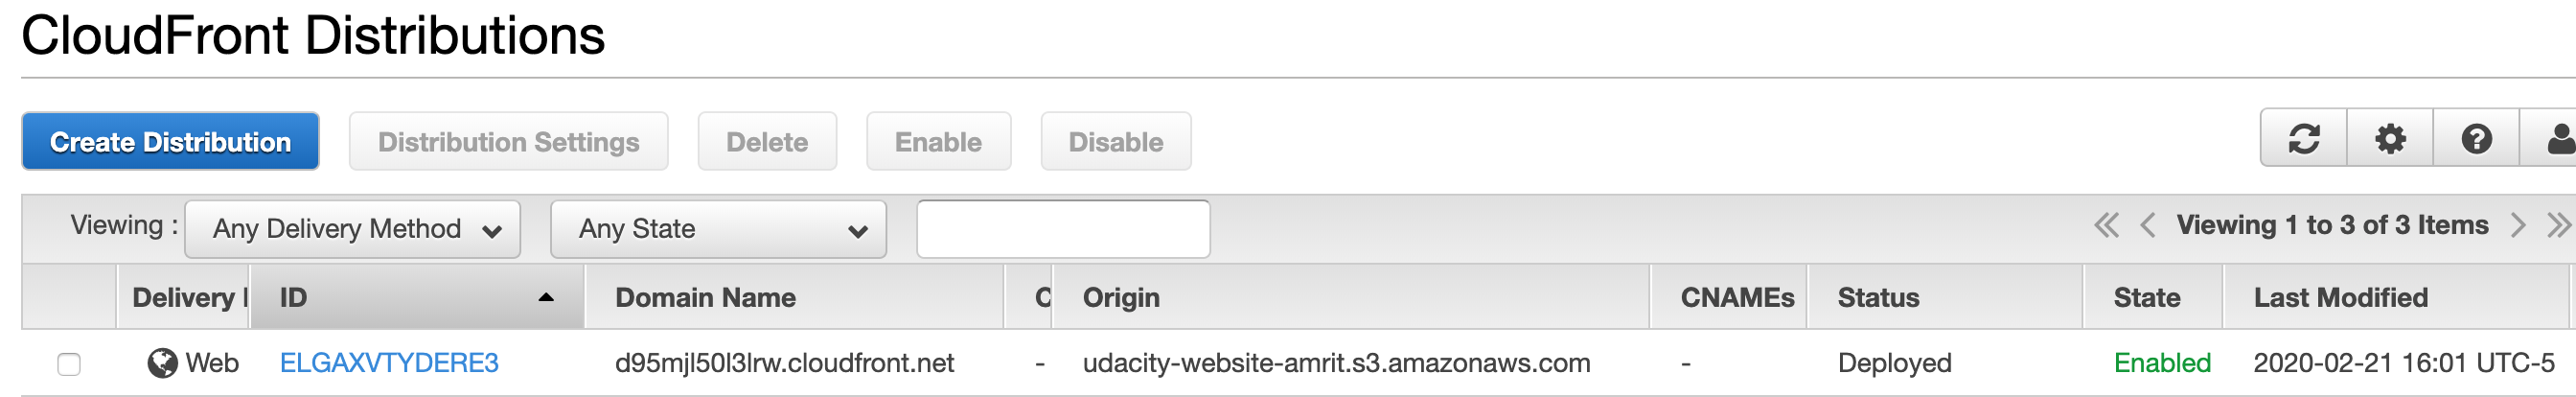 CloudFront Distributions
Create Distribution Distribution Settings Delete Enable Disable
Viewing : Any Delivery Method Any State Viewing 1 to 3 of 3 Items
Delivery ID Domain Name C Origin CNAMEs Status State Last Modified
Web ELGAXVTYDERE3 d95mjl50l3lrw.cloudfront.net - udacity-website-amrit.s3.amazonaws.com - Deployed Enabled 2020-02-21 16:01 UTC-5